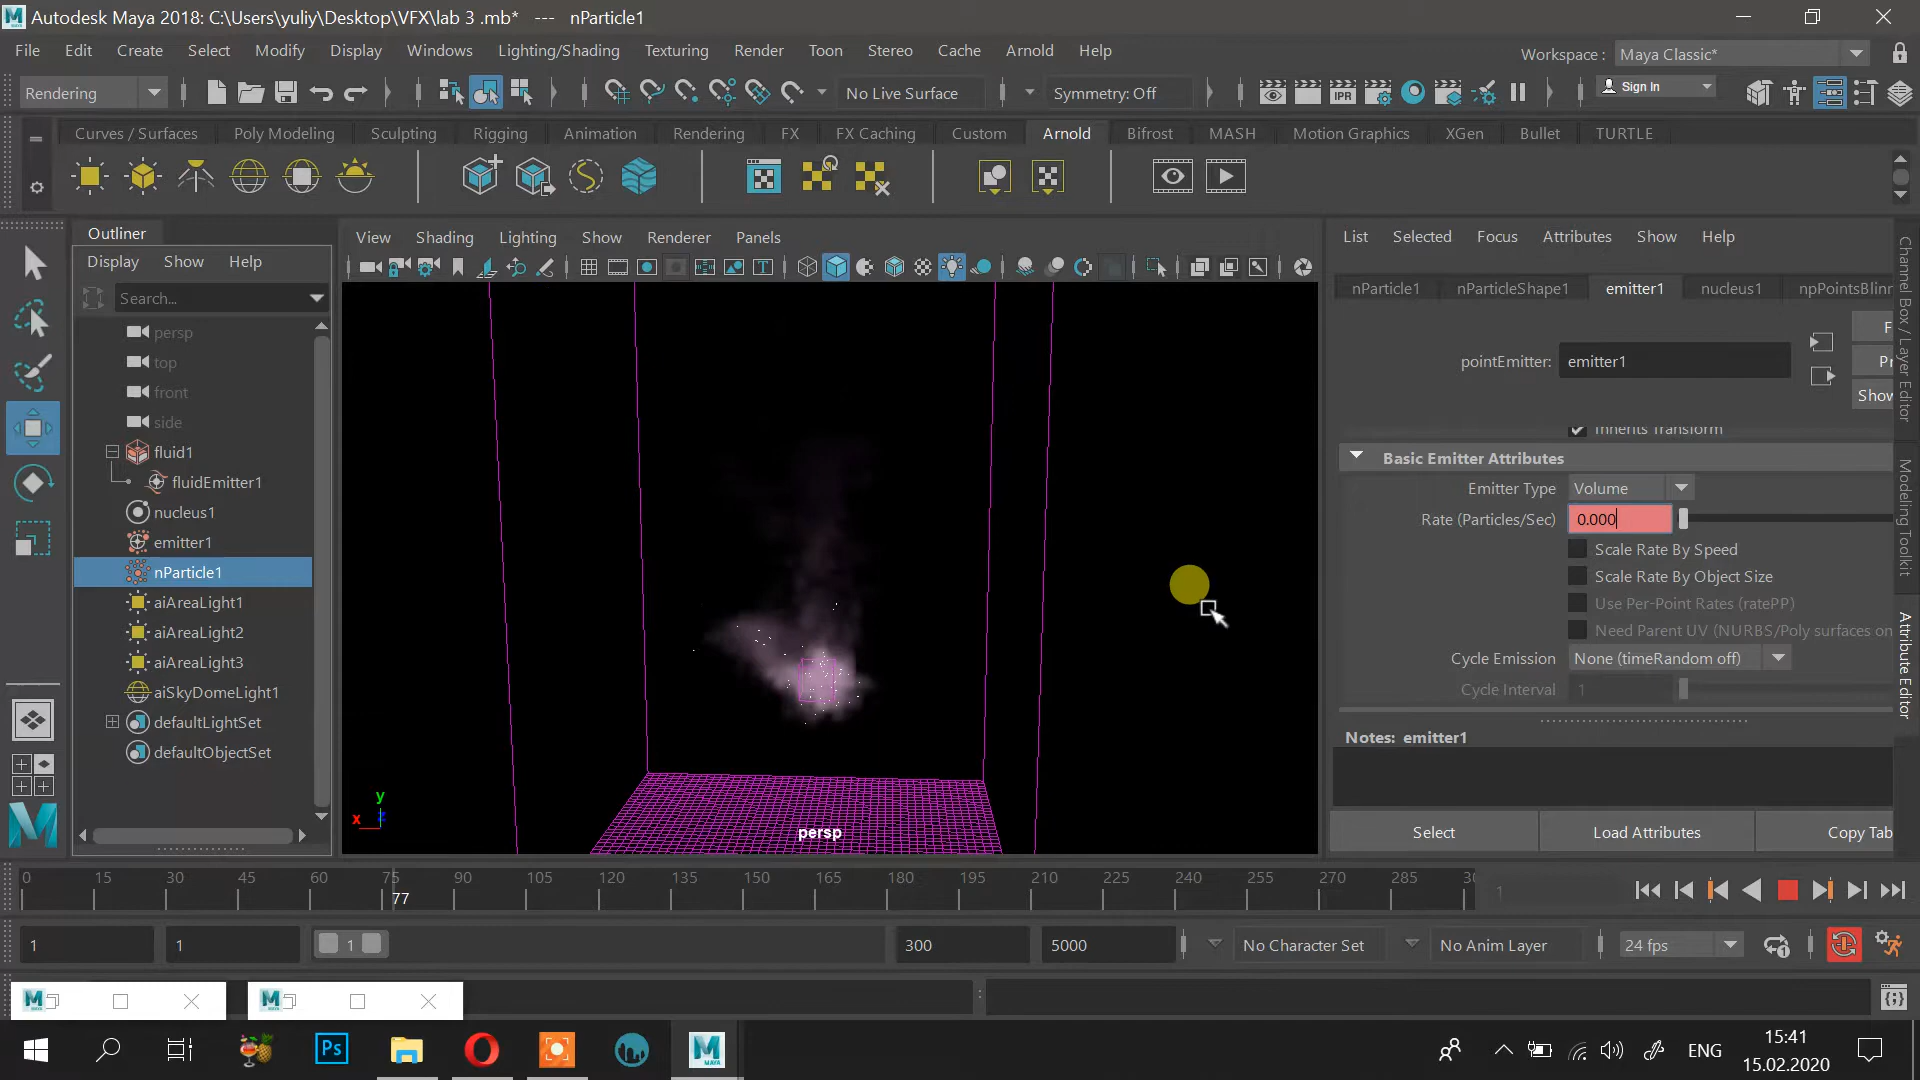 Autodesk Maya 2018: C:\Users\yuliy\Desktop\VFX\lab 3 .mb* --- nParticle1
File Edit Create Select Modify Display Windows Lighting/Shading Texturing Render Toon Stereo Cache Arnold Help
Workspace : Maya Classic*
Rendering
No Live Surface
Symmetry: Off
IPR
Sign In
Curves / Surfaces Poly Modeling Sculpting Rigging Animation Rendering FX FX Caching Custom Arnold Bifrost MASH Motion Graphics XGen Bullet TURTLE
Outliner
Display Show Help
Search...
persp
top
front
side
fluid1
fluidEmitter1
nucleus1
emitter1
nParticle1
aiAreaLight1
aiAreaLight2
aiAreaLight3
aiSkyDomeLight1
defaultLightSet
defaultObjectSet
View Shading Lighting Show Renderer Panels
y
x
z
persp
List Selected Focus Attributes Show Help
nParticle1 nParticleShape1 emitter1 nucleus1 npPointsBlinn
pointEmitter: emitter1
F
Pr
Show
Inherits Transform
Basic Emitter Attributes
Emitter Type Volume
Rate (Particles/Sec) 0.000
Scale Rate By Speed
Scale Rate By Object Size
Use Per-Point Rates (ratePP)
Need Parent UV (NURBS/Poly surfaces on
Cycle Emission None (timeRandom off)
Cycle Interval 1
Notes: emitter1
Select Load Attributes Copy Tab
Channel Box / Layer Editor
Modeling Toolkit
Attribute Editor
0 15 30 45 60 75 90 105 120 135 150 165 180 195 210 225 240 255 270 285 30
77
1
1 1 1 300 5000 No Character Set No Anim Layer 24 fps
:
Ps
MAYA
ENG
15:41
15.02.2020